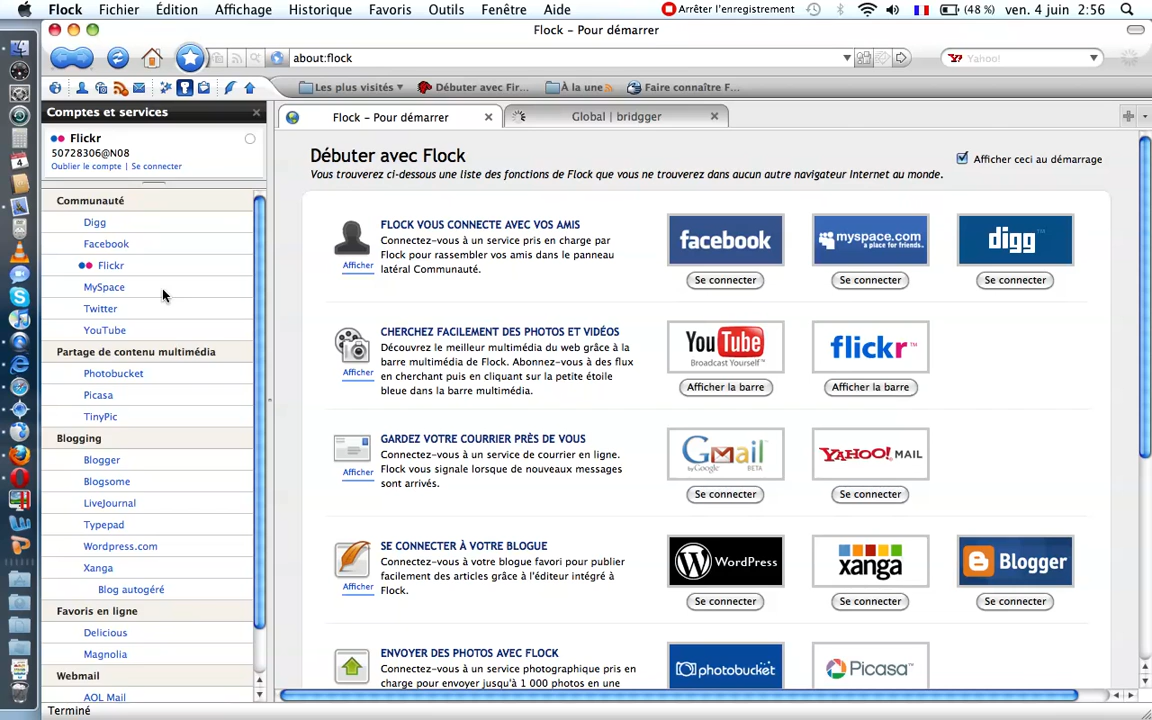 Flock Fichier Édition Affichage Historique Favoris Outils Fenêtre Aide Arrêter l'enregistrement (48 %) ven. 4 juin 2:56
Flock – Pour démarrer
about:flock
Yahoo!
Les plus visités
Débuter avec Fir...
À la une
Faire connaître F...
Comptes et services
Flickr
50728306@N08
Oublier le compte | Se connecter
Communauté
Digg
Facebook
Flickr
MySpace
Twitter
YouTube
Partage de contenu multimédia
Photobucket
Picasa
TinyPic
Blogging
Blogger
Blogsome
LiveJournal
Typepad
Wordpress.com
Xanga
Blog autogéré
Favoris en ligne
Delicious
Magnolia
Webmail
AOL Mail
Terminé
Flock – Pour démarrer
Global | bridgger
Débuter avec Flock
Afficher ceci au démarrage
Vous trouverez ci-dessous une liste des fonctions de Flock que vous ne trouverez dans aucun autre navigateur Internet au monde.
Afficher
FLOCK VOUS CONNECTE AVEC VOS AMIS
Connectez-vous à un service pris en charge par
Flock pour rassembler vos amis dans le panneau
latéral Communauté.
facebook
myspace.com
a place for friends
digg
Se connecter
Se connecter
Se connecter
Afficher
CHERCHEZ FACILEMENT DES PHOTOS ET VIDÉOS
Découvrez le meilleur multimédia du web grâce à la
barre multimédia de Flock. Abonnez-vous à des flux
en cherchant puis en cliquant sur la petite étoile
bleue dans la barre multimédia.
YouTube
Broadcast Yourself™
flickr
Afficher la barre
Afficher la barre
Afficher
GARDEZ VOTRE COURRIER PRÈS DE VOUS
Connectez-vous à un service de courrier en ligne.
Flock vous signale lorsque de nouveaux messages
sont arrivés.
Gmail
by Google BETA
YAHOO! MAIL
Se connecter
Se connecter
Afficher
SE CONNECTER À VOTRE BLOGUE
Connectez-vous à votre blogue favori pour publier
facilement des articles grâce à l'éditeur intégré à
Flock.
WordPress
xanga
Blogger
Se connecter
Se connecter
Se connecter
ENVOYER DES PHOTOS AVEC FLOCK
Connectez-vous à un service photographique pris en
charge pour envoyer jusqu'à 1 000 photos en une
photobucket
Picasa™